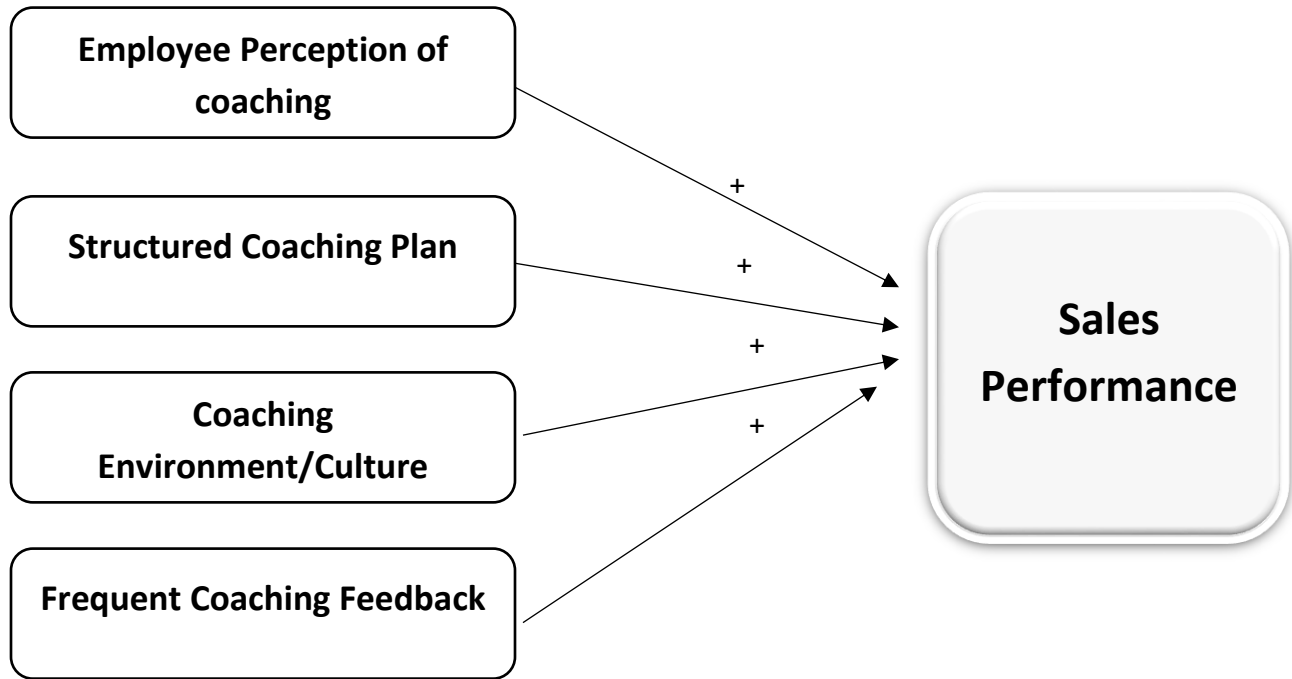 Employee Perception of
coaching
+
Structured Coaching Plan
+
Sales
Performance
+
Coaching
Environment/Culture
+
Frequent Coaching Feedback